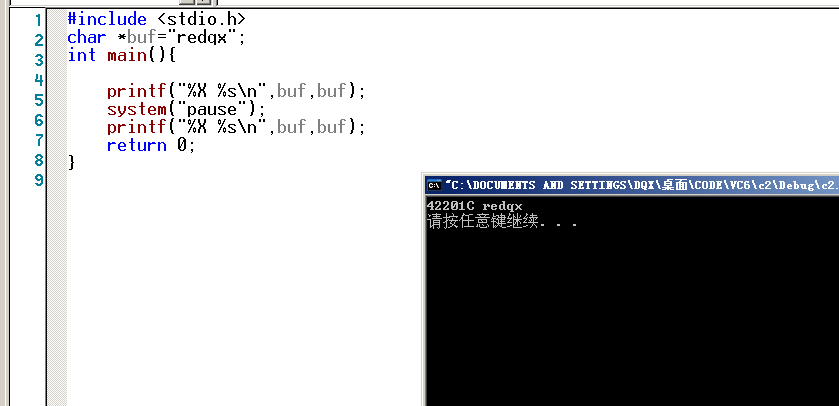 1 #include <stdio.h>
2 char *buf="redqx";
3 int main(){
4
5 printf("%X %s\n",buf,buf);
6 system("pause");
7 printf("%X %s\n",buf,buf);
8 return 0;
9 }
"C:\DOCUMENTS AND SETTINGS\DQX\桌面\CODE\VC6\c2\Debug\c2.
42201C redqx
请按任意键继续. . .